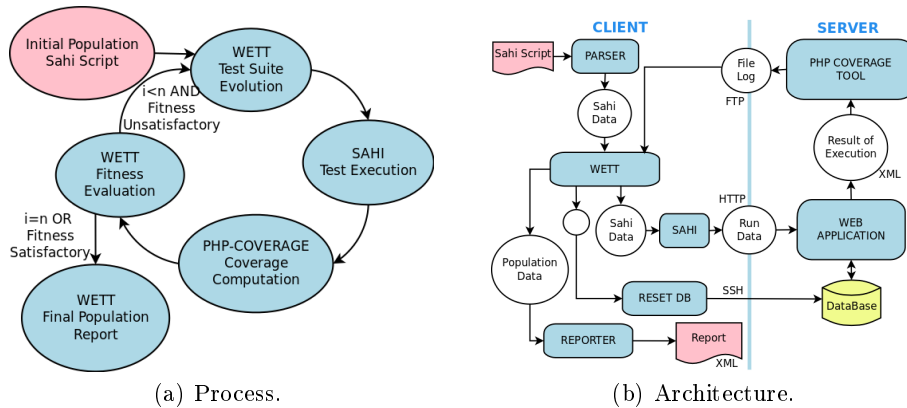 Initial Population
Sahi Script
WETT
Test Suite
Evolution
i<n AND
Fitness
Unsatisfactory
WETT
Fitness
Evaluation
SAHI
Test Execution
i=n OR
Fitness
Satisfactory
PHP-COVERAGE
Coverage
Computation
WETT
Final Population
Report
(a) Process.
CLIENT
SERVER
Sahi Script
PARSER
File
Log
FTP
PHP COVERAGE
TOOL
Sahi
Data
WETT
Result of
Execution
XML
HTTP
Sahi
Data
SAHI
Run
Data
WEB
APPLICATION
Population
Data
RESET DB
SSH
DataBase
REPORTER
Report
XML
(b) Architecture.